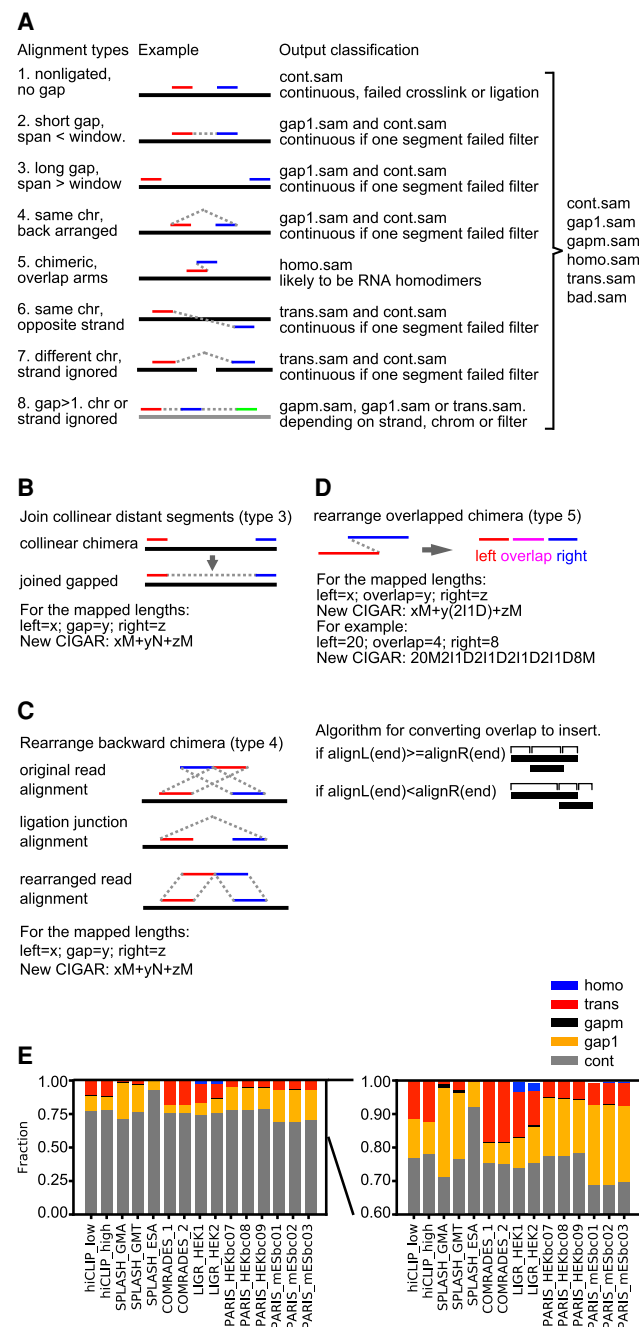 A
Alignment types Example Output classification
1. nonligated, no gap
cont.sam
continuous, failed crosslink or ligation
2. short gap, span < window.
gap1.sam and cont.sam
continuous if one segment failed filter
3. long gap, span > window
gap1.sam and cont.sam
continuous if one segment failed filter
4. same chr, back arranged
gap1.sam and cont.sam
continuous if one segment failed filter
5. chimeric, overlap arms
homo.sam
likely to be RNA homodimers
6. same chr, opposite strand
trans.sam and cont.sam
continuous if one segment failed filter
7. different chr, strand ignored
trans.sam and cont.sam
continuous if one segment failed filter
8. gap>1. chr or strand ignored
gapm.sam, gap1.sam or trans.sam.
depending on strand, chrom or filter
cont.sam
gap1.sam
gapm.sam
homo.sam
trans.sam
bad.sam
B
Join collinear distant segments (type 3)
collinear chimera
joined gapped
For the mapped lengths:
left=x; gap=y; right=z
New CIGAR: xM+yN+zM
D
rearrange overlapped chimera (type 5)
left overlap right
For the mapped lengths:
left=x; overlap=y; right=z
New CIGAR: xM+y(2I1D)+zM
For example:
left=20; overlap=4; right=8
New CIGAR: 20M2I1D2I1D2I1D2I1D8M
Algorithm for converting overlap to insert.
if alignL(end)>=alignR(end)
if alignL(end)<alignR(end)
C
Rearrange backward chimera (type 4)
original read
alignment
ligation junction
alignment
rearranged read
alignment
For the mapped lengths:
left=x; gap=y; right=z
New CIGAR: xM+yN+zM
homo
trans
gapm
gap1
cont
E
Fraction
1.00
0.75
0.50
0.25
0.00
hiCLIP_low
hiCLIP_high
SPLASH_GMA
SPLASH_GMT
SPLASH_ESA
COMRADES_1
COMRADES_2
LIGR_HEK1
LIGR_HEK2
PARIS_HEKbc07
PARIS_HEKbc08
PARIS_HEKbc09
PARIS_mESbc01
PARIS_mESbc02
PARIS_mESbc03
1.00
0.90
0.80
0.70
0.60
hiCLIP_low
hiCLIP_high
SPLASH_GMA
SPLASH_GMT
SPLASH_ESA
COMRADES_1
COMRADES_2
LIGR_HEK1
LIGR_HEK2
PARIS_HEKbc07
PARIS_HEKbc08
PARIS_HEKbc09
PARIS_mESbc01
PARIS_mESbc02
PARIS_mESbc03